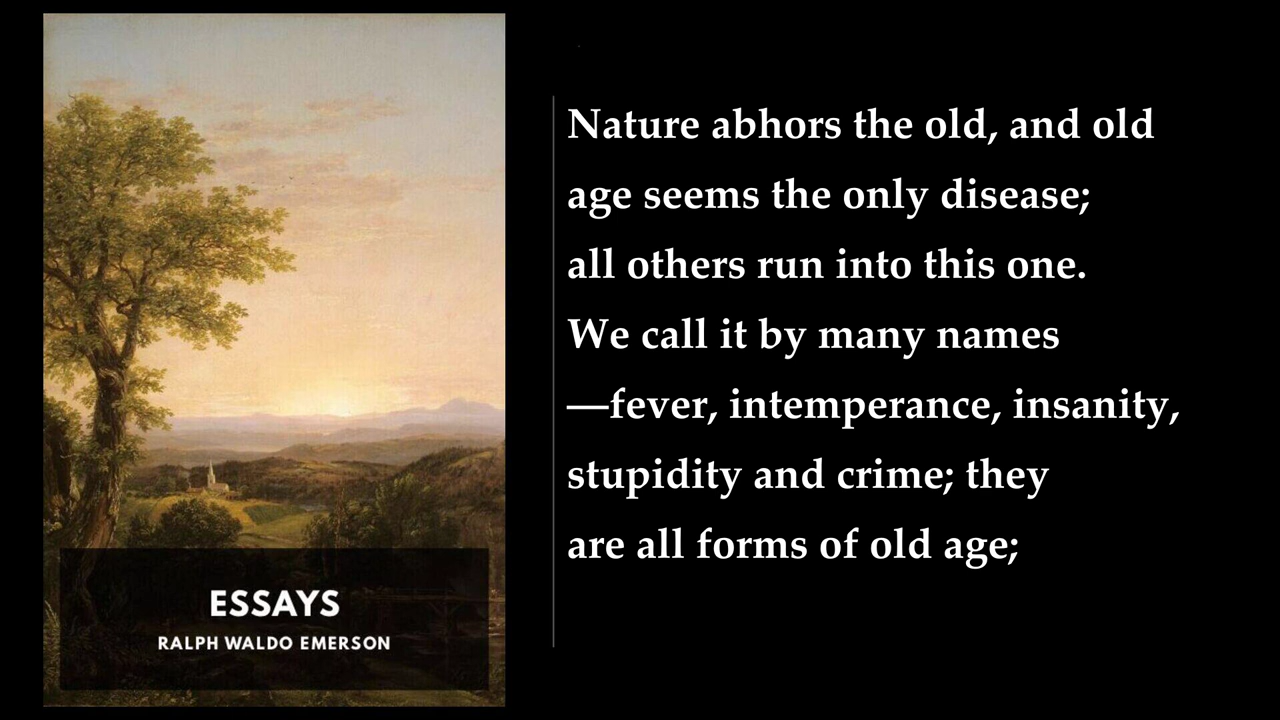 ESSAYS
RALPH WALDO EMERSON
Nature abhors the old, and old
age seems the only disease;
all others run into this one.
We call it by many names
—fever, intemperance, insanity,
stupidity and crime; they
are all forms of old age;